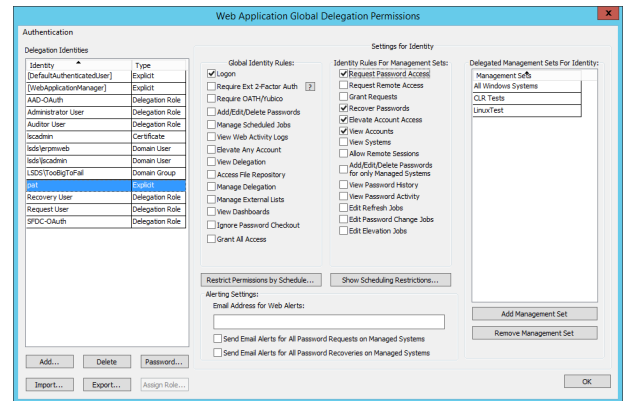 Web Application Global Delegation Permissions
x
Authentication
Delegation Identities
Identity Type
[DefaultAuthenticatedUser] Explicit
[WebApplicationManager] Explicit
AAD-OAuth Delegation Role
Administrator User Delegation Role
Auditor User Delegation Role
lscadmin Certificate
lsds\erpmweb Domain User
lsds\lscadmin Domain User
LSDS\TooBigToFail Domain Group
pat Explicit
Recovery User Delegation Role
Request User Delegation Role
SFDC-OAuth Delegation Role
Add... Delete Password...
Import... Export... Assign Role...
Settings for Identity
Global Identity Rules:
Logon
Require Ext 2-Factor Auth ?
Require OATH/Yubico
Add/Edit/Delete Passwords
Manage Scheduled Jobs
View Web Activity Logs
Elevate Any Account
View Delegation
Access File Repository
Manage Delegation
Manage External Lists
View Dashboards
Ignore Password Checkout
Grant All Access
Identity Rules For Management Sets:
Request Password Access
Request Remote Access
Grant Requests
Recover Passwords
Elevate Account Access
View Accounts
View Systems
Allow Remote Sessions
Add/Edit/Delete Passwords
for only Managed Systems
View Password History
View Password Activity
Edit Refresh Jobs
Edit Password Change Jobs
Edit Elevation Jobs
Restrict Permissions by Schedule... Show Scheduling Restrictions...
Alerting Settings:
Email Address for Web Alerts:
Send Email Alerts for All Password Requests on Managed Systems
Send Email Alerts for All Password Recoveries on Managed Systems
Delegated Management Sets For Identity:
Management Sets
All Windows Systems
CLR Tests
LinuxTest
Add Management Set
Remove Management Set
OK